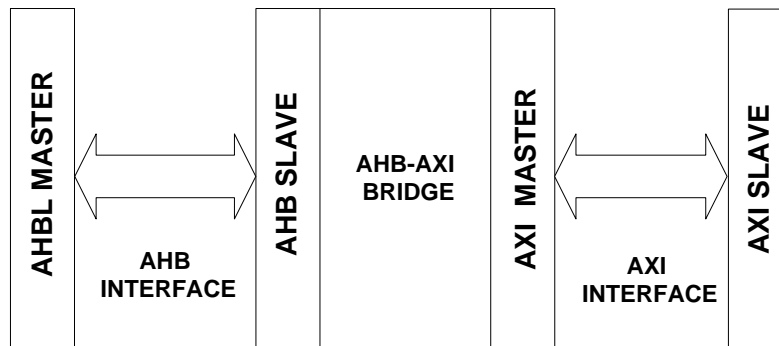 AHBL MASTER
AHB
INTERFACE
AHB SLAVE
AHB-AXI
BRIDGE
AXI MASTER
AXI
INTERFACE
AXI SLAVE